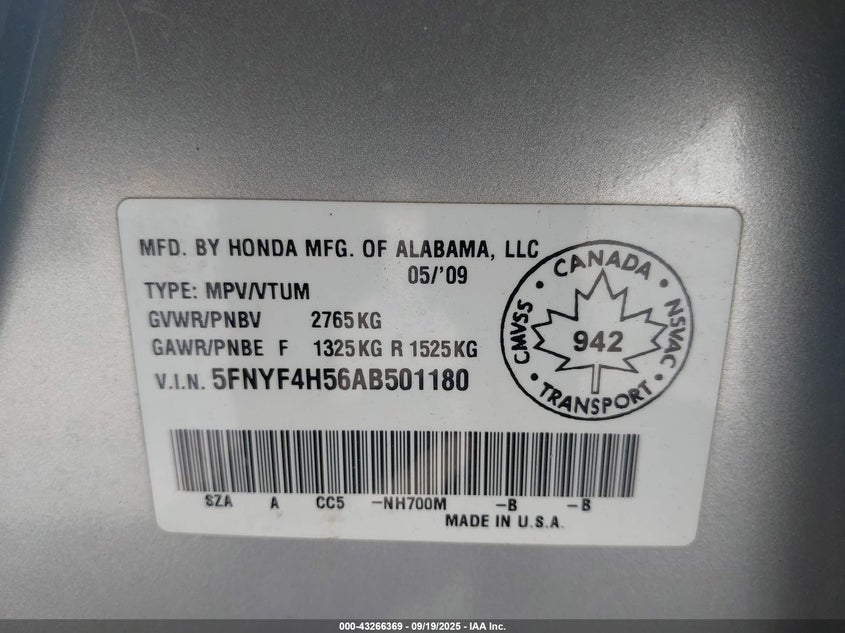 MFD. BY HONDA MFG. OF ALABAMA, LLC
05/'09
TYPE: MPV/VTUM
GVWR/PNBV 2765KG
GAWR/PNBE F 1325KG R 1525KG
V.I.N. 5FNYF4H56AB501180
CANADA
CMVSS 942 NSVAC
TRANSPORT
SZA A CC5 -NH700M -B -B
MADE IN U.S.A.
000-43266369 - 09/19/2025 - IAA Inc.